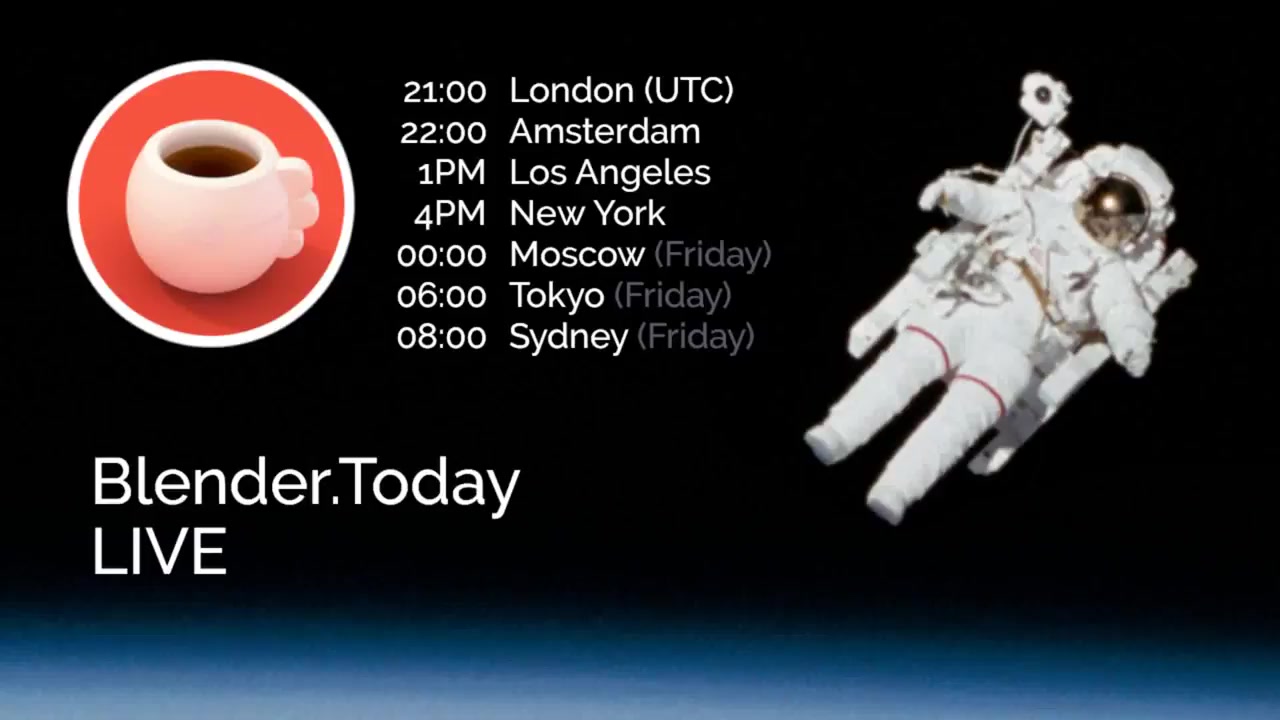 21:00 London (UTC)
22:00 Amsterdam
1PM Los Angeles
4PM New York
00:00 Moscow (Friday)
06:00 Tokyo (Friday)
08:00 Sydney (Friday)
Blender.Today
LIVE